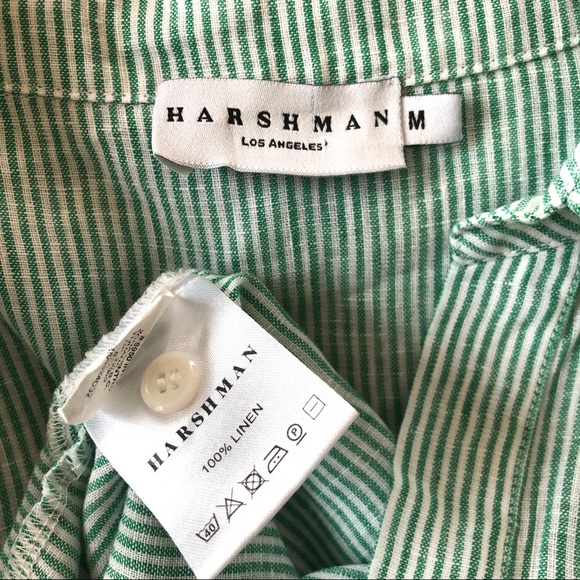 HARSHMAN
LOS ANGELES
M
HARSHMAN
100% LINEN
40
P